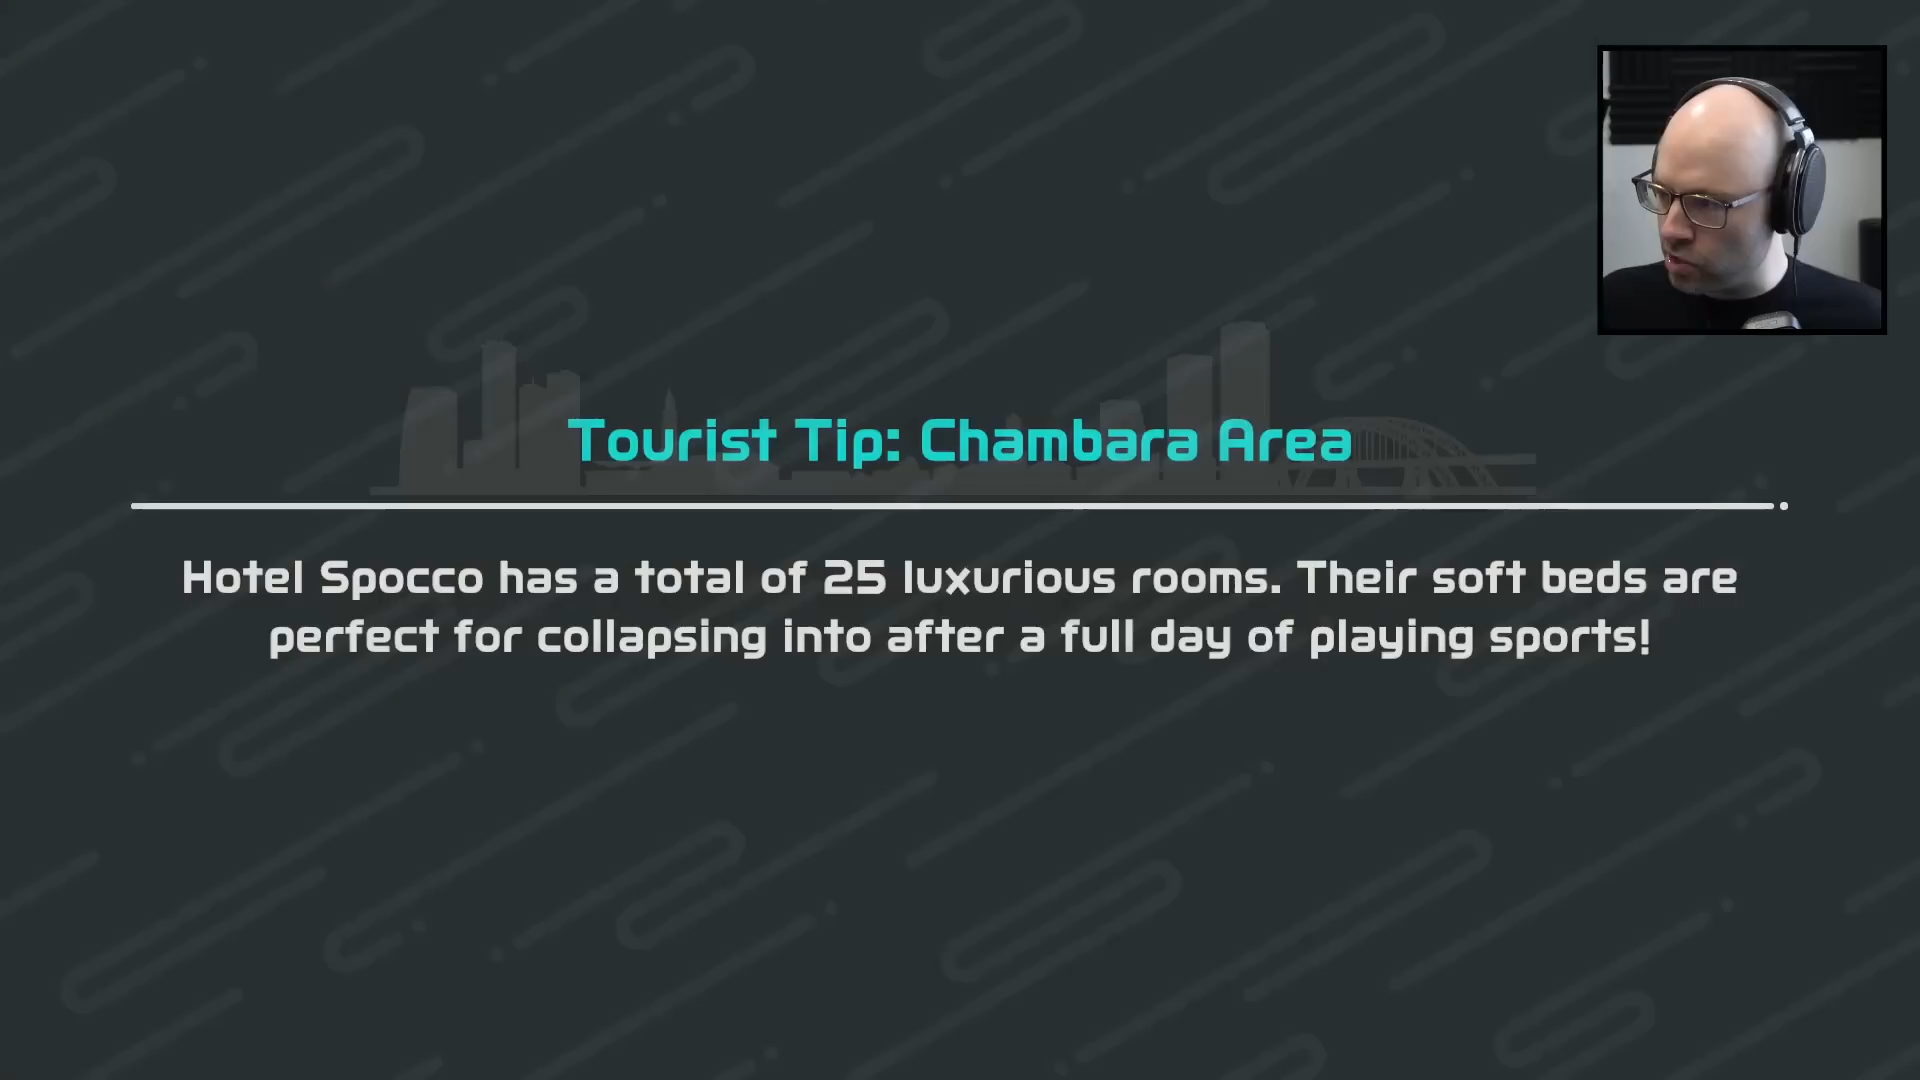 Tourist Tip: Chambara Area
Hotel Spocco has a total of 25 luxurious rooms. Their soft beds are
perfect for collapsing into after a full day of playing sports!